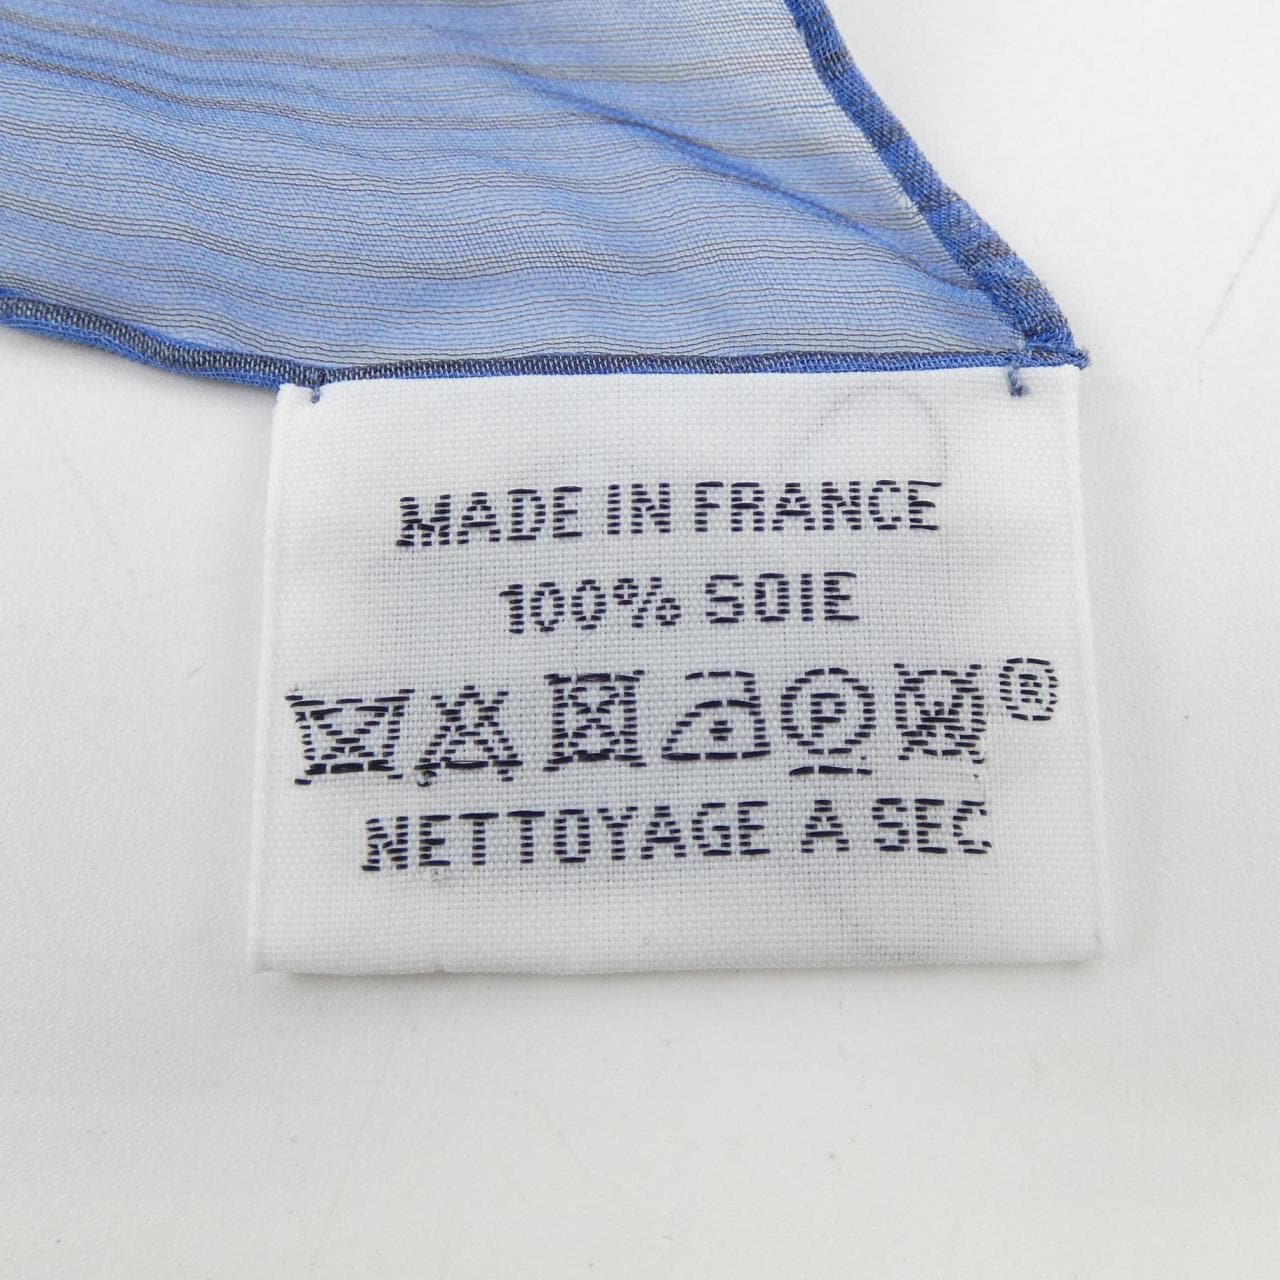 MADE IN FRANCE
100% SOIE
P W ®
NETTOYAGE A SEC